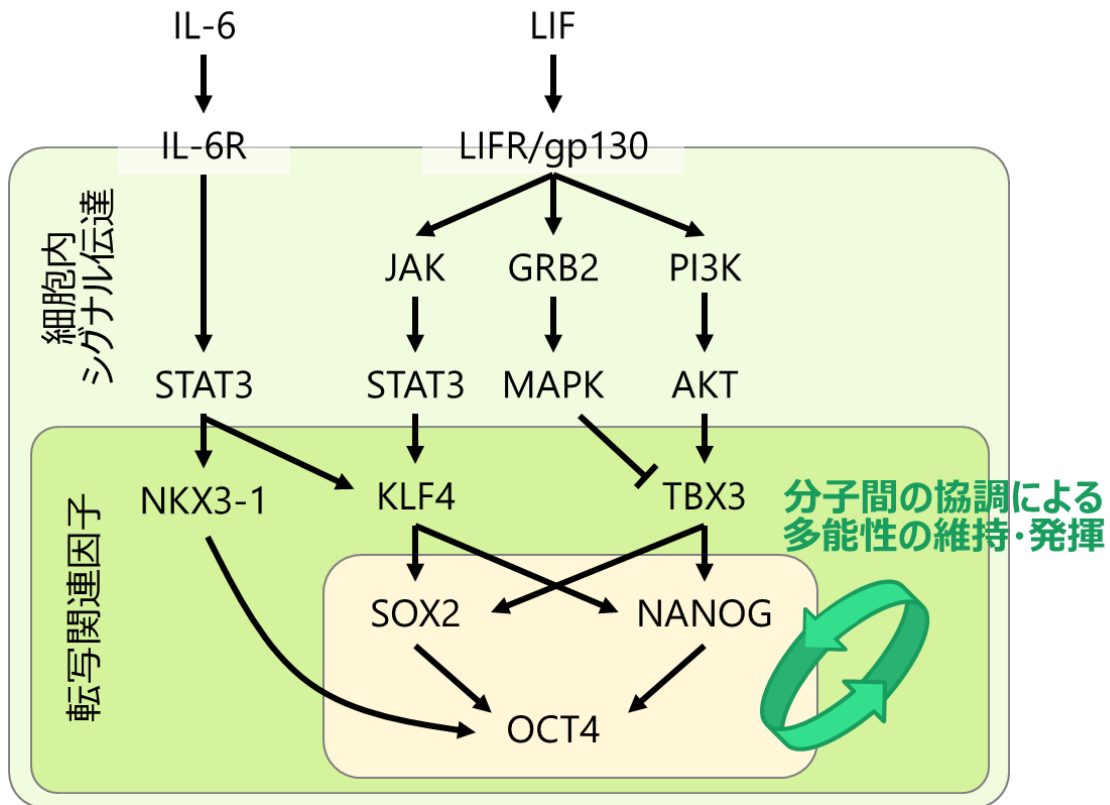 IL-6
LIF
IL-6R
LIFR/gp130
細胞内
シグナル伝達
JAK
GRB2
PI3K
STAT3
STAT3
MAPK
AKT
転写関連因子
NKX3-1
KLF4
TBX3
分子間の協調による
多能性の維持・発揮
SOX2
NANOG
OCT4